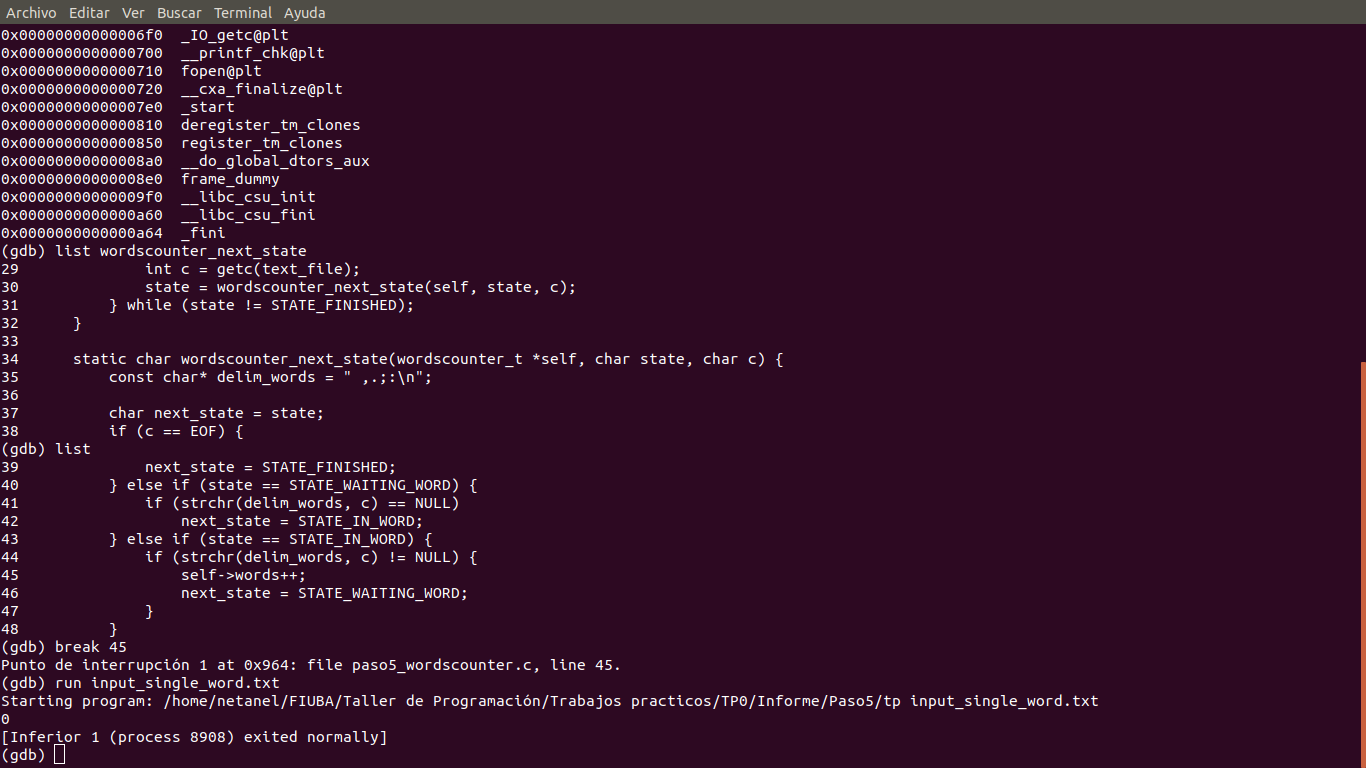 Archivo Editar Ver Buscar Terminal Ayuda
0x00000000000006f0  _IO_getc@plt
0x0000000000000700  __printf_chk@plt
0x0000000000000710  fopen@plt
0x0000000000000720  __cxa_finalize@plt
0x00000000000007e0  _start
0x0000000000000810  deregister_tm_clones
0x0000000000000850  register_tm_clones
0x00000000000008a0  __do_global_dtors_aux
0x00000000000008e0  frame_dummy
0x00000000000009f0  __libc_csu_init
0x0000000000000a60  __libc_csu_fini
0x0000000000000a64  _fini
(gdb) list wordscounter_next_state
29              int c = getc(text_file);
30              state = wordscounter_next_state(self, state, c);
31          } while (state != STATE_FINISHED);
32      }
33
34      static char wordscounter_next_state(wordscounter_t *self, char state, char c) {
35          const char* delim_words = " ,.;:\n";
36
37          char next_state = state;
38          if (c == EOF) {
(gdb) list
39              next_state = STATE_FINISHED;
40          } else if (state == STATE_WAITING_WORD) {
41              if (strchr(delim_words, c) == NULL)
42                  next_state = STATE_IN_WORD;
43          } else if (state == STATE_IN_WORD) {
44              if (strchr(delim_words, c) != NULL) {
45                  self->words++;
46                  next_state = STATE_WAITING_WORD;
47              }
48          }
(gdb) break 45
Punto de interrupción 1 at 0x964: file paso5_wordscounter.c, line 45.
(gdb) run input_single_word.txt
Starting program: /home/netanel/FIUBA/Taller de Programación/Trabajos practicos/TP0/Informe/Paso5/tp input_single_word.txt
0
[Inferior 1 (process 8908) exited normally]
(gdb)